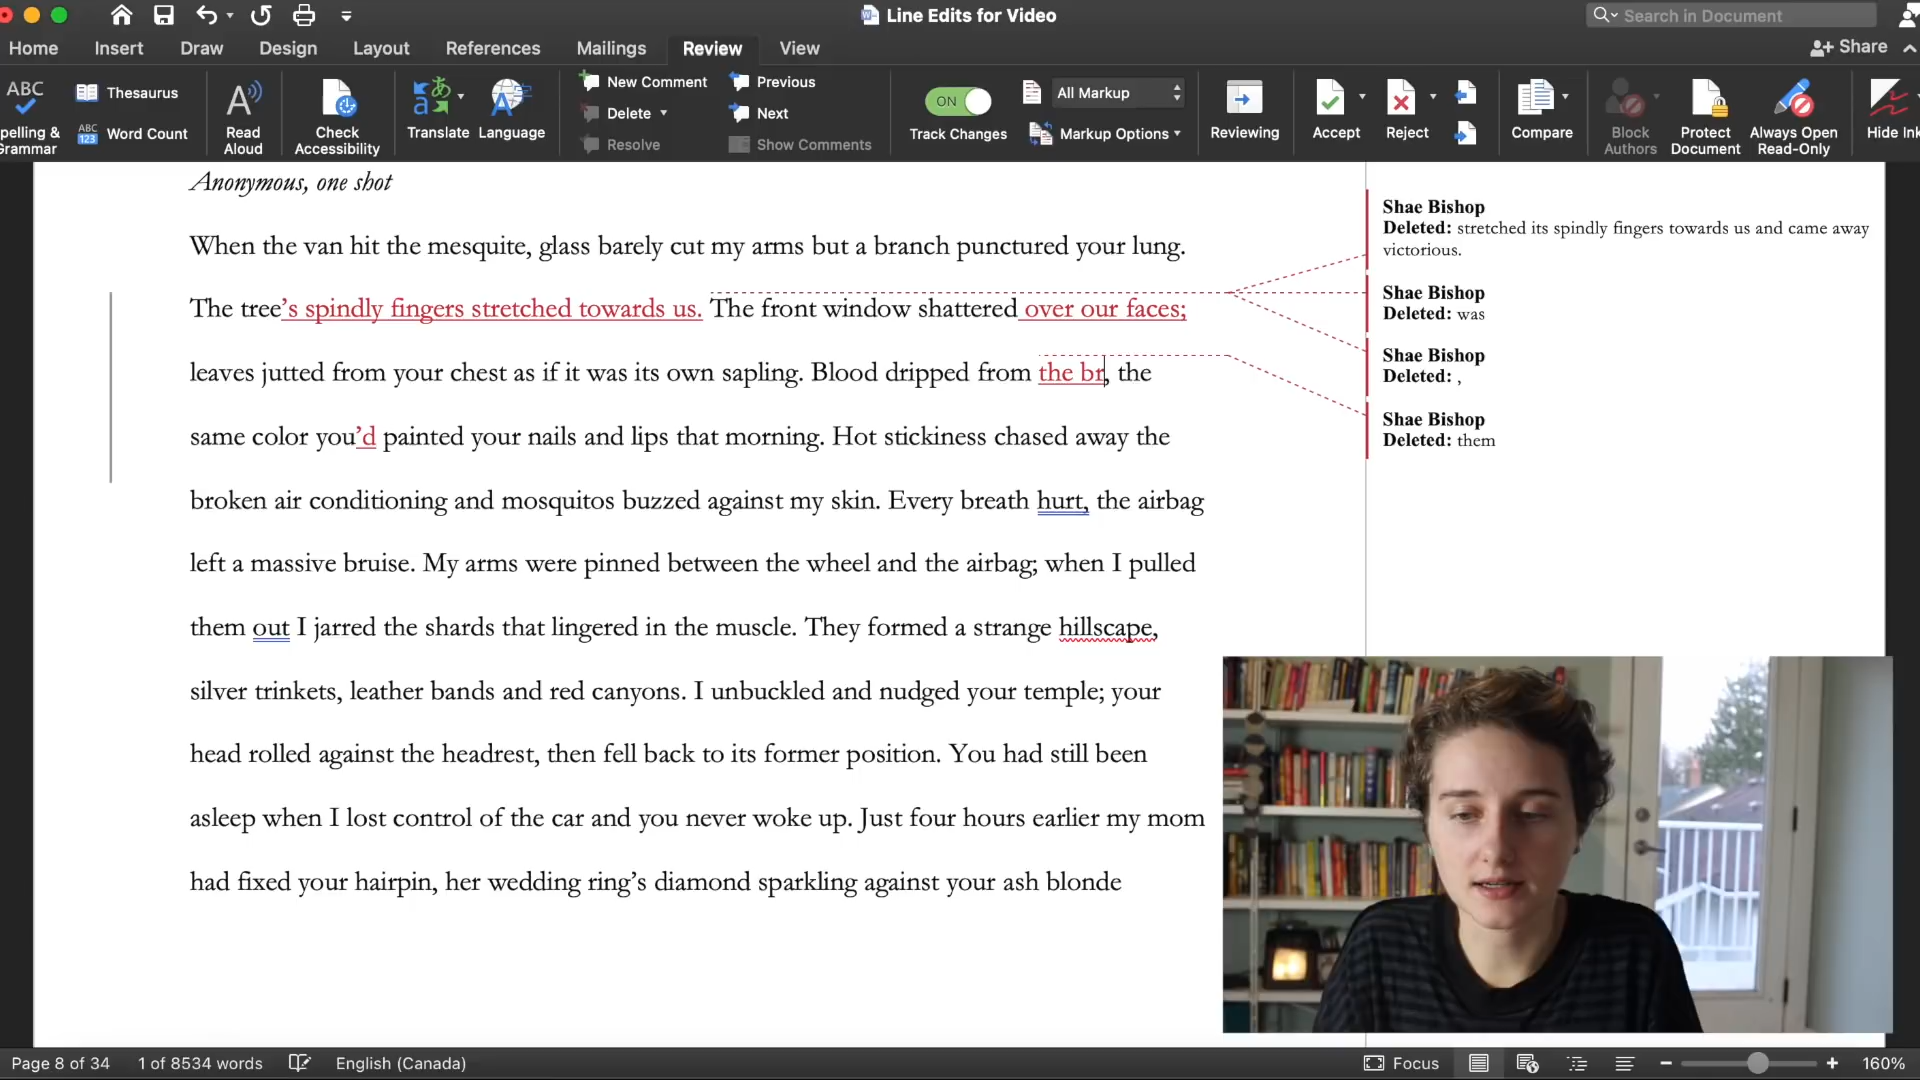 Line Edits for Video
Search in Document
Home Insert Draw Design Layout References Mailings Review View
Share
ABC
pelling & Grammar
Thesaurus
ABC 123 Word Count
Read Aloud
Check Accessibility
Translate
Language
New Comment
Delete
Resolve
Previous
Next
Show Comments
ON
Track Changes
All Markup
Markup Options
Reviewing
Accept
Reject
Compare
Block Authors
Protect Document
Always Open Read-Only
Hide Ink
Anonymous, one shot
When the van hit the mesquite, glass barely cut my arms but a branch punctured your lung.
The tree’s spindly fingers stretched towards us. The front window shattered over our faces;
leaves jutted from your chest as if it was its own sapling. Blood dripped from the br, the
same color you’d painted your nails and lips that morning. Hot stickiness chased away the
broken air conditioning and mosquitos buzzed against my skin. Every breath hurt, the airbag
left a massive bruise. My arms were pinned between the wheel and the airbag; when I pulled
them out I jarred the shards that lingered in the muscle. They formed a strange hillscape,
silver trinkets, leather bands and red canyons. I unbuckled and nudged your temple; your
head rolled against the headrest, then fell back to its former position. You had still been
asleep when I lost control of the car and you never woke up. Just four hours earlier my mom
had fixed your hairpin, her wedding ring’s diamond sparkling against your ash blonde
Shae Bishop
Deleted: stretched its spindly fingers towards us and came away
victorious.
Shae Bishop
Deleted: was
Shae Bishop
Deleted: ,
Shae Bishop
Deleted: them
Page 8 of 34 1 of 8534 words English (Canada) Focus 160%